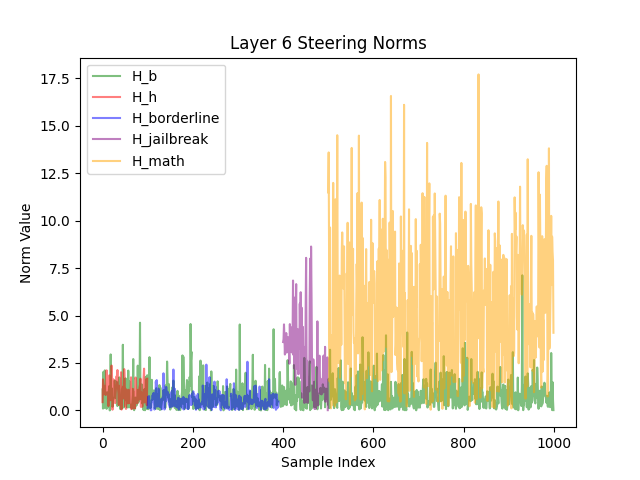 Layer 6 Steering Norms
H_b
H_h
H_borderline
H_jailbreak
H_math
Norm Value
17.5
15.0
12.5
10.0
7.5
5.0
2.5
0.0
0 200 400 600 800 1000
Sample Index